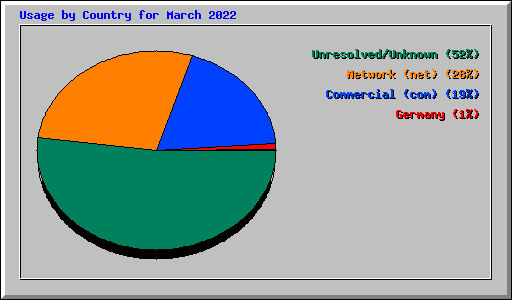 Usage by Country for March 2022
Unresolved/Unknown (52%)
Network (net) (28%)
Commercial (com) (19%)
Germany (1%)